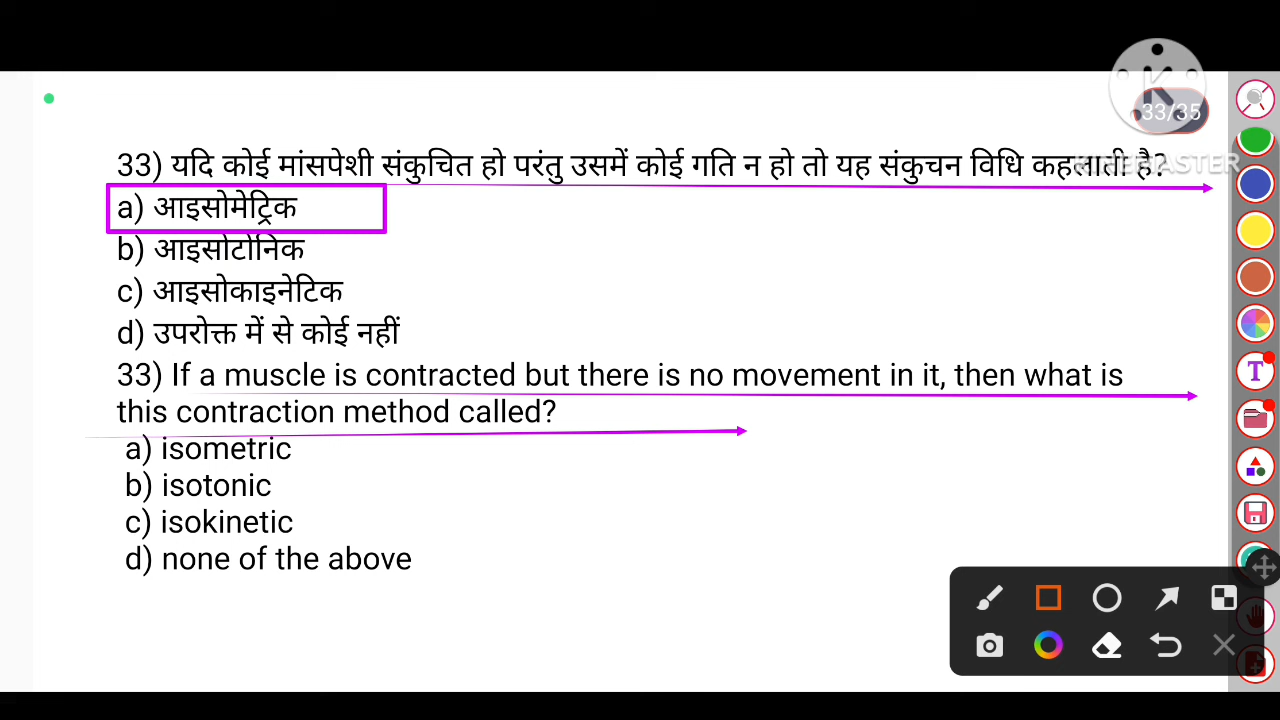 33/35
KINEMASTER
33) यदि कोई मांसपेशी संकुचित हो परंतु उसमें कोई गति न हो तो यह संकुचन विधि कहलाती है?
a) आइसोमेट्रिक
b) आइसोटोनिक
c) आइसोकाइनेटिक
d) उपरोक्त में से कोई नहीं
33) If a muscle is contracted but there is no movement in it, then what is
this contraction method called?
a) isometric
b) isotonic
c) isokinetic
d) none of the above